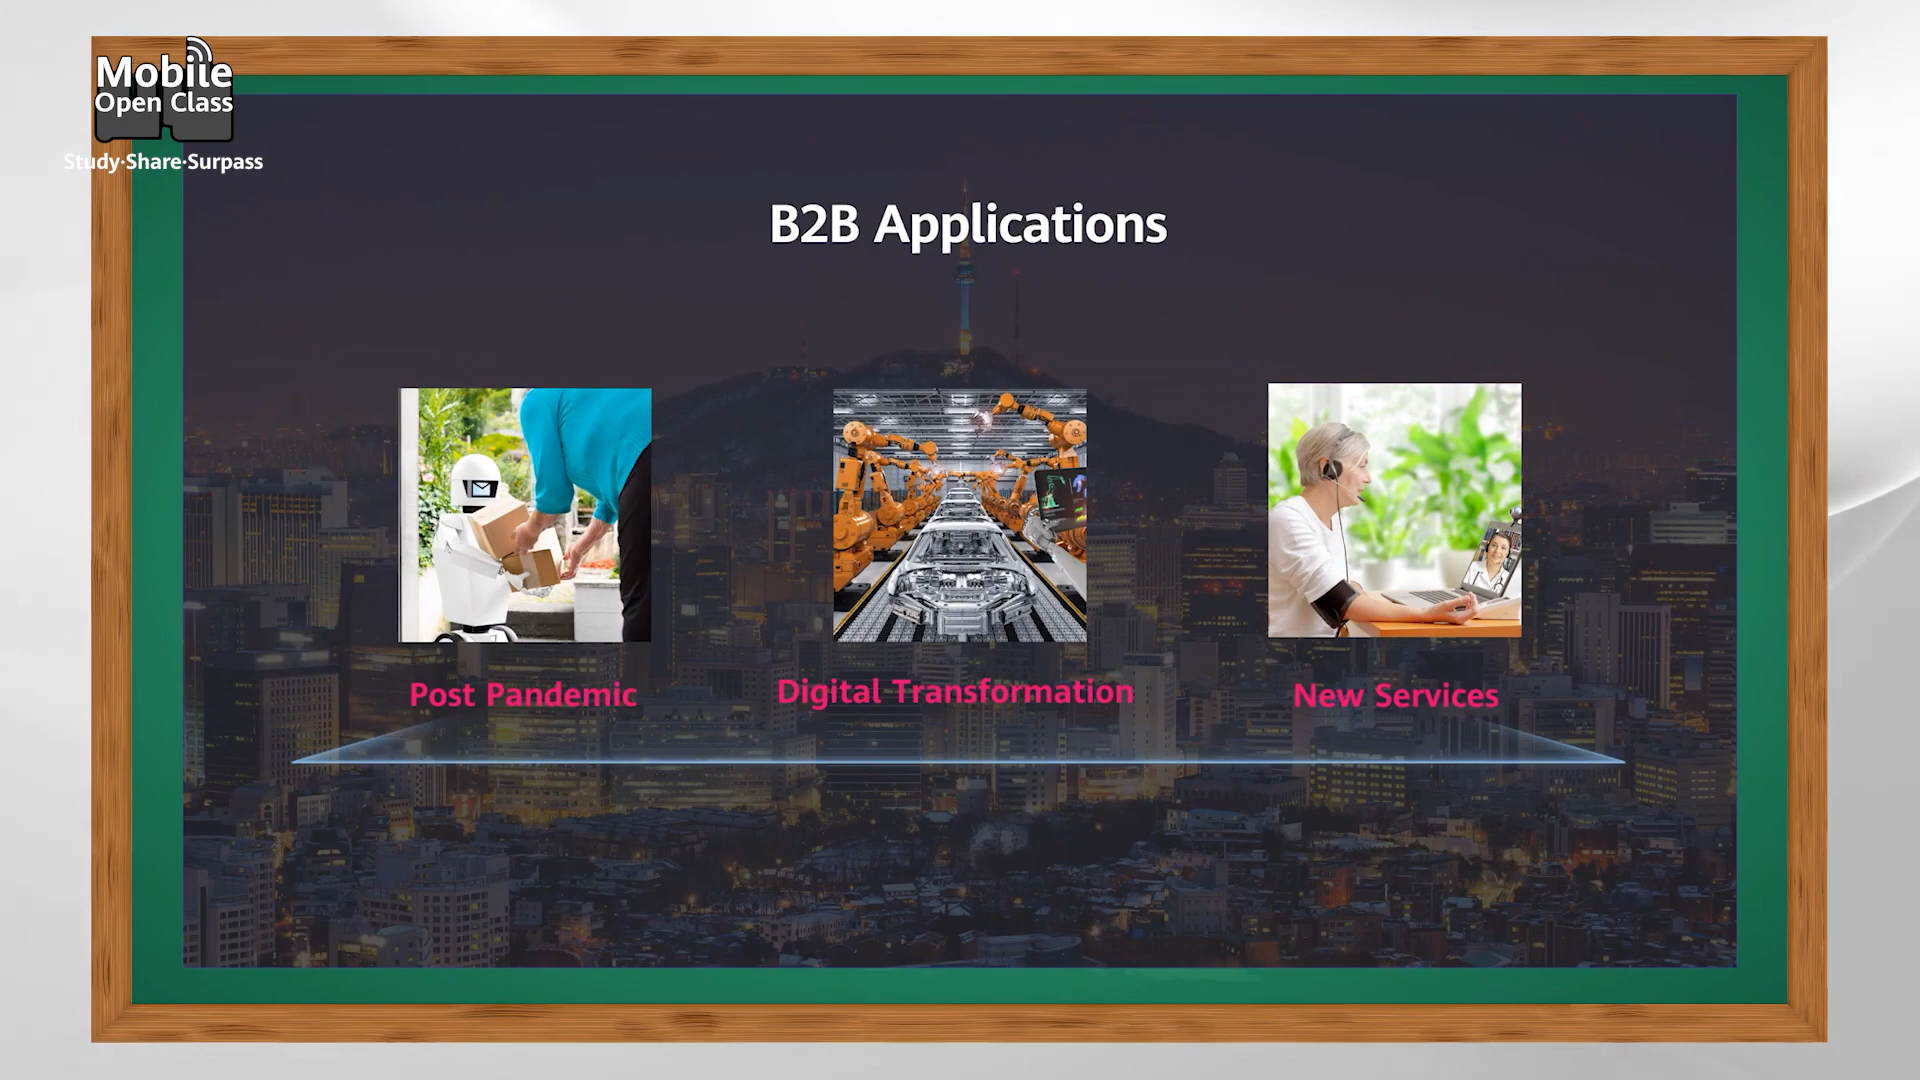 Mobile
Open Class
Study·Share·Surpass
B2B Applications
Post Pandemic
Digital Transformation
New Services